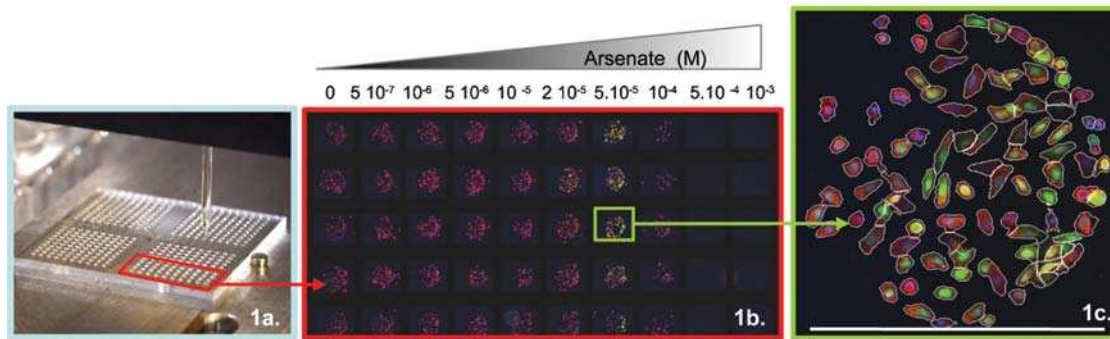 Arsenate (M)
0 5 10⁻⁷ 10⁻⁶ 5 10⁻⁶ 10⁻⁵ 2 10⁻⁵ 5.10⁻⁵ 10⁻⁴ 5.10⁻⁴ 10⁻³
1a. 1b. 1c.